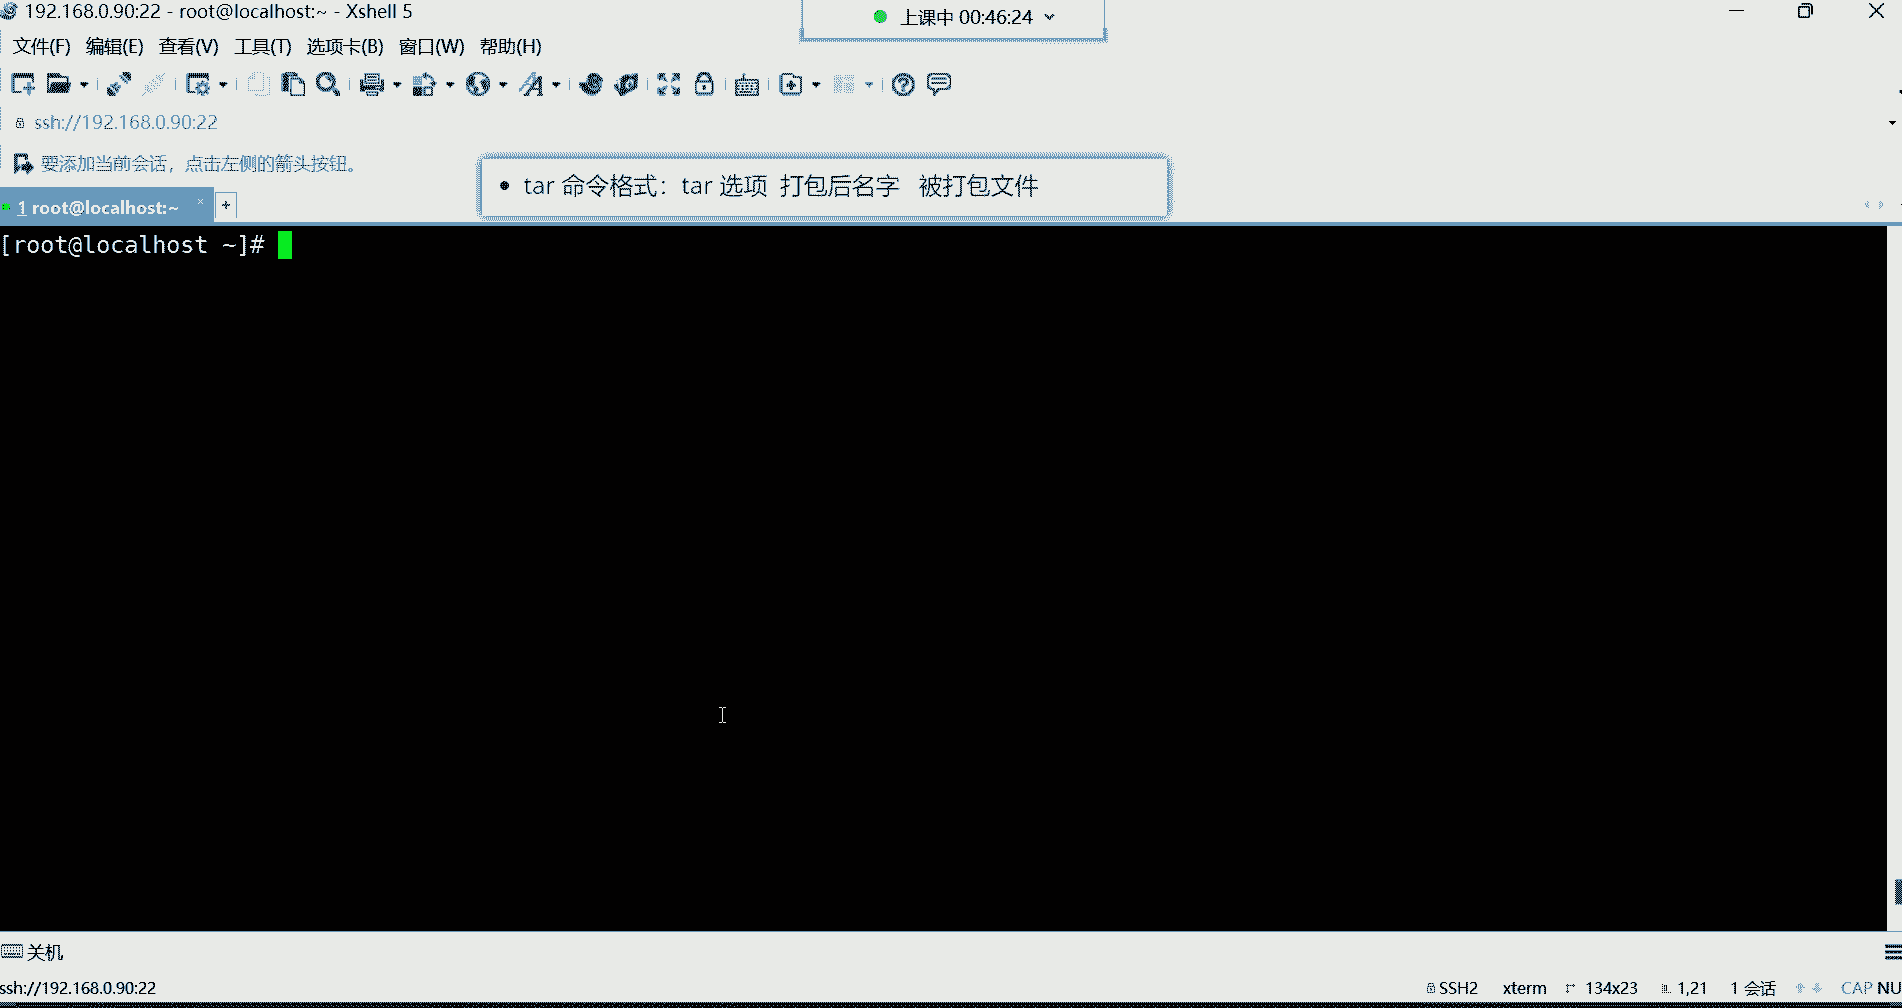 192.168.0.90:22 - root@localhost:~ - Xshell 5
上课中 00:46:24
文件(F) 编辑(E) 查看(V) 工具(T) 选项卡(B) 窗口(W) 帮助(H)
ssh://192.168.0.90:22
要添加当前会话，点击左侧的箭头按钮。
• tar 命令格式：tar 选项 打包后名字 被打包文件
1 root@localhost:~ × +
[root@localhost ~]#
关机
ssh://192.168.0.90:22 SSH2 xterm 134x23 1,21 1 会话 CAP NU